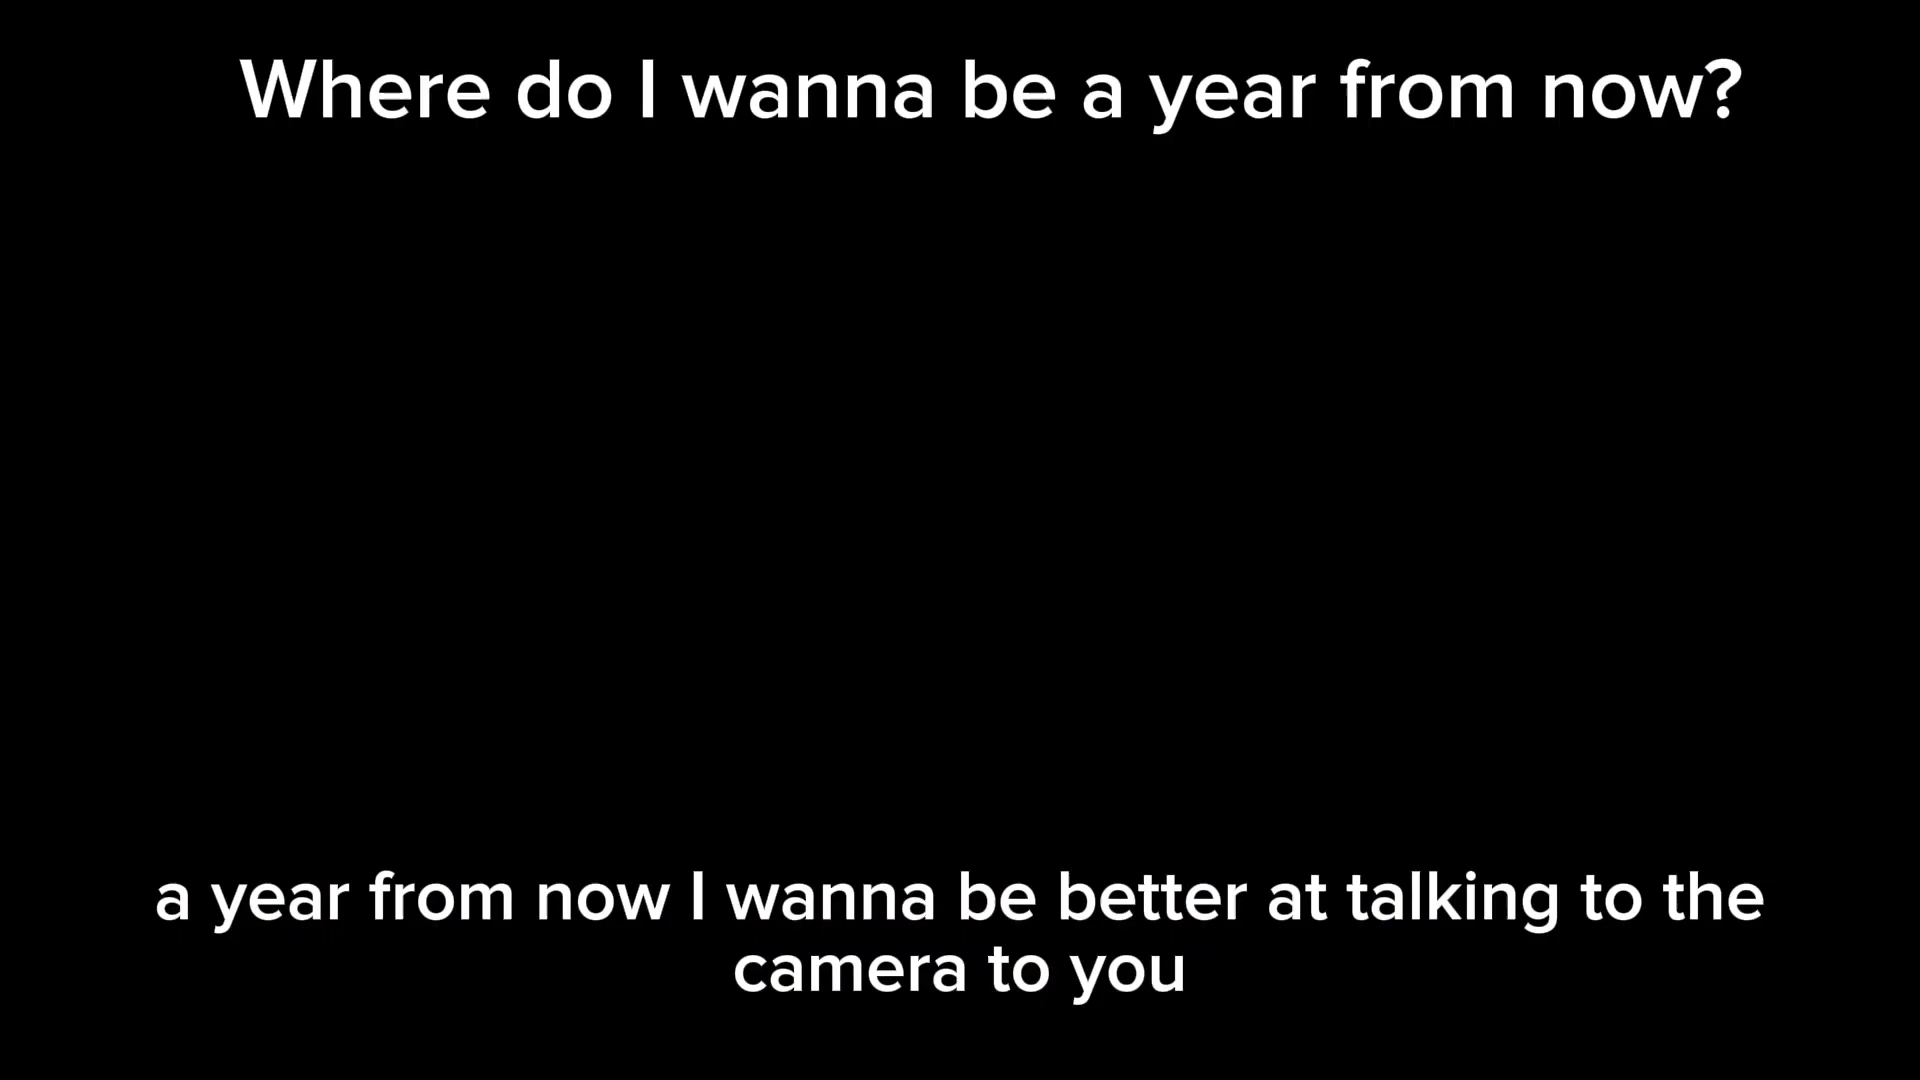 Where do I wanna be a year from now?
a year from now I wanna be better at talking to the
camera to you